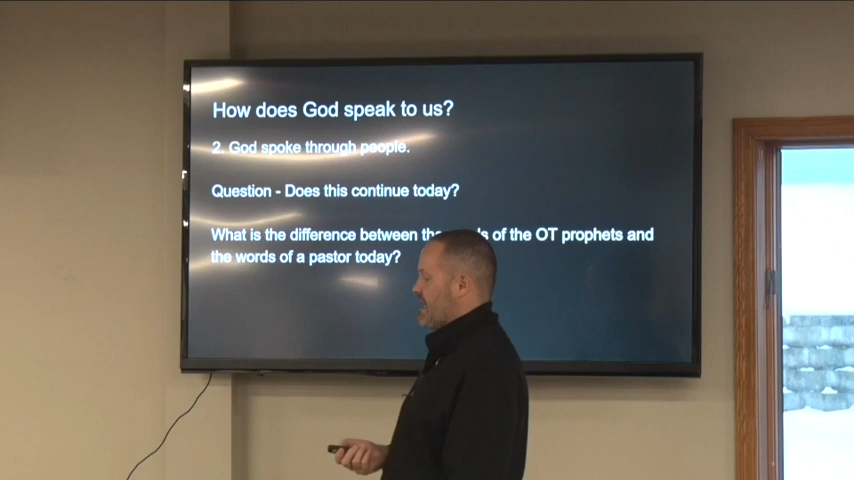 How does God speak to us?
2. God spoke through people.
Question - Does this continue today?
What is the difference between the of the OT prophets and
the words of a pastor today?